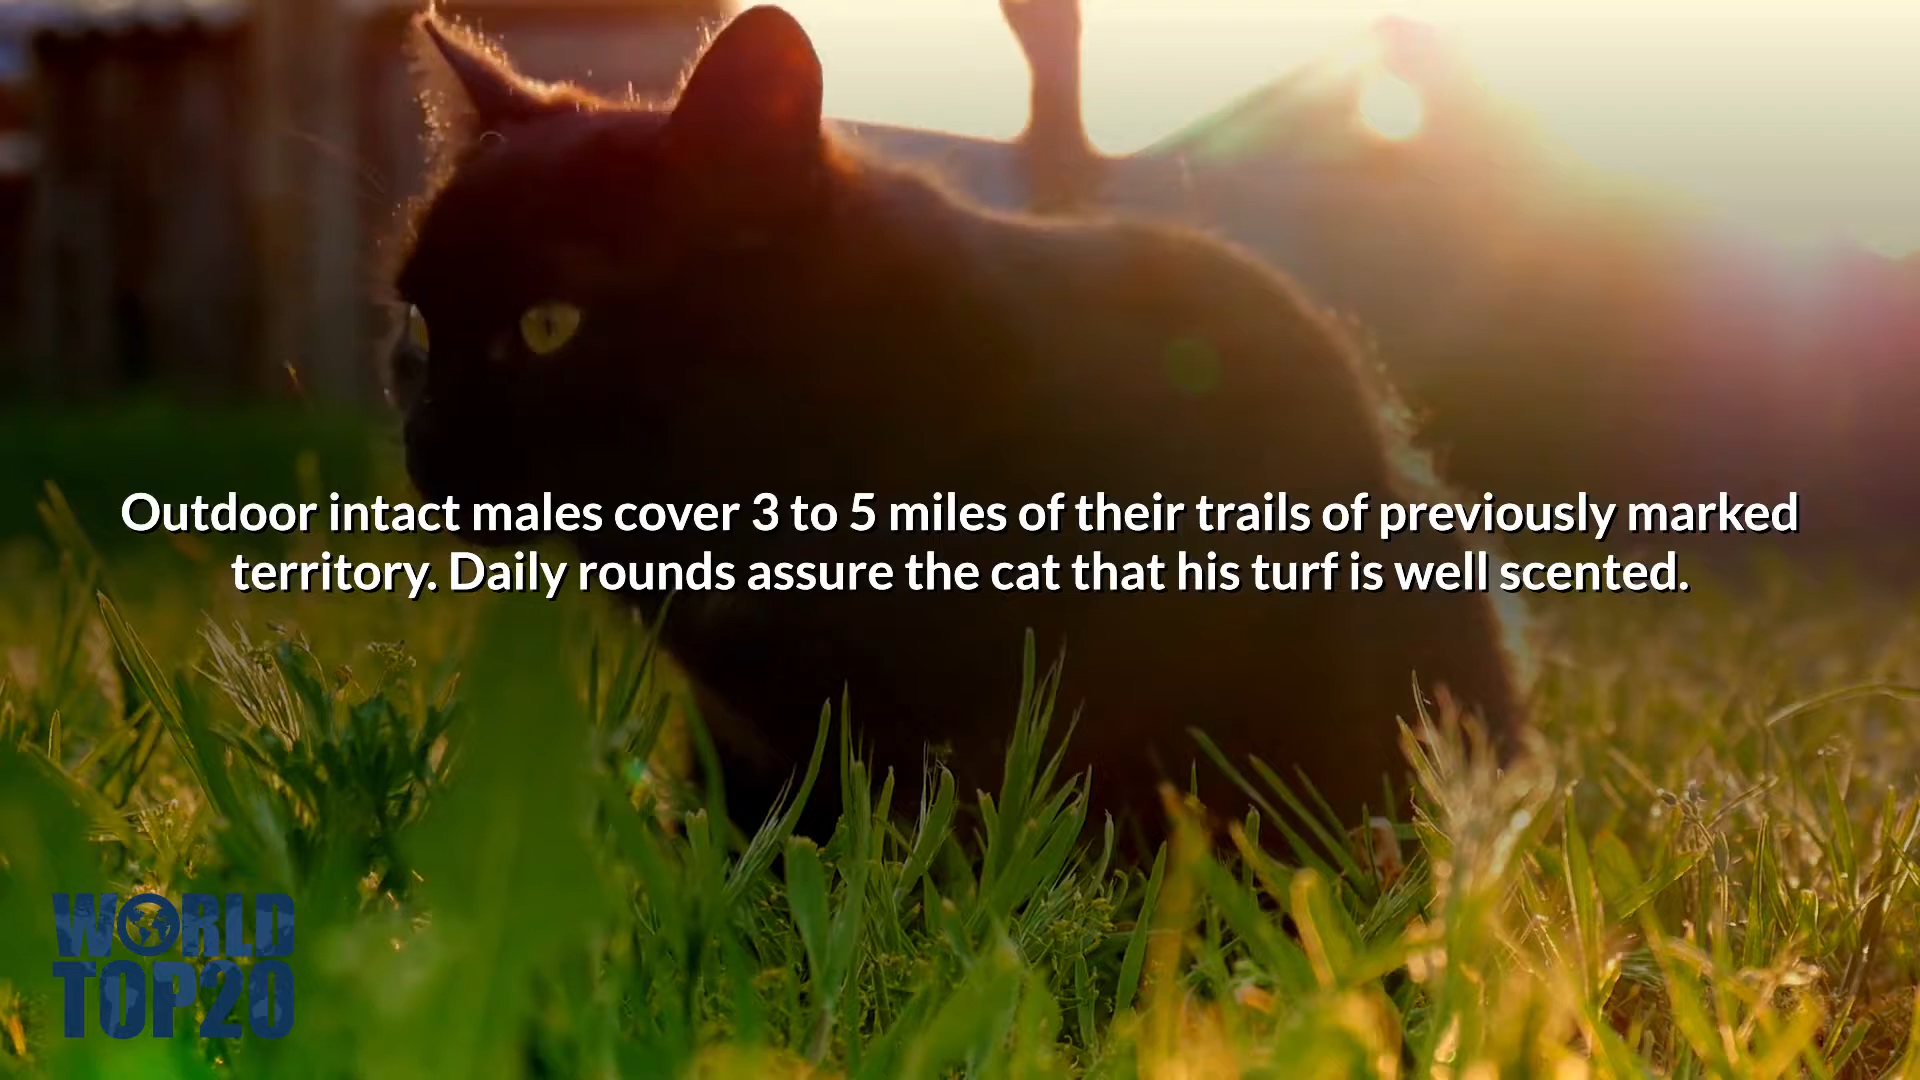 Outdoor intact males cover 3 to 5 miles of their trails of previously marked
territory. Daily rounds assure the cat that his turf is well scented.
WORLD
TOP20